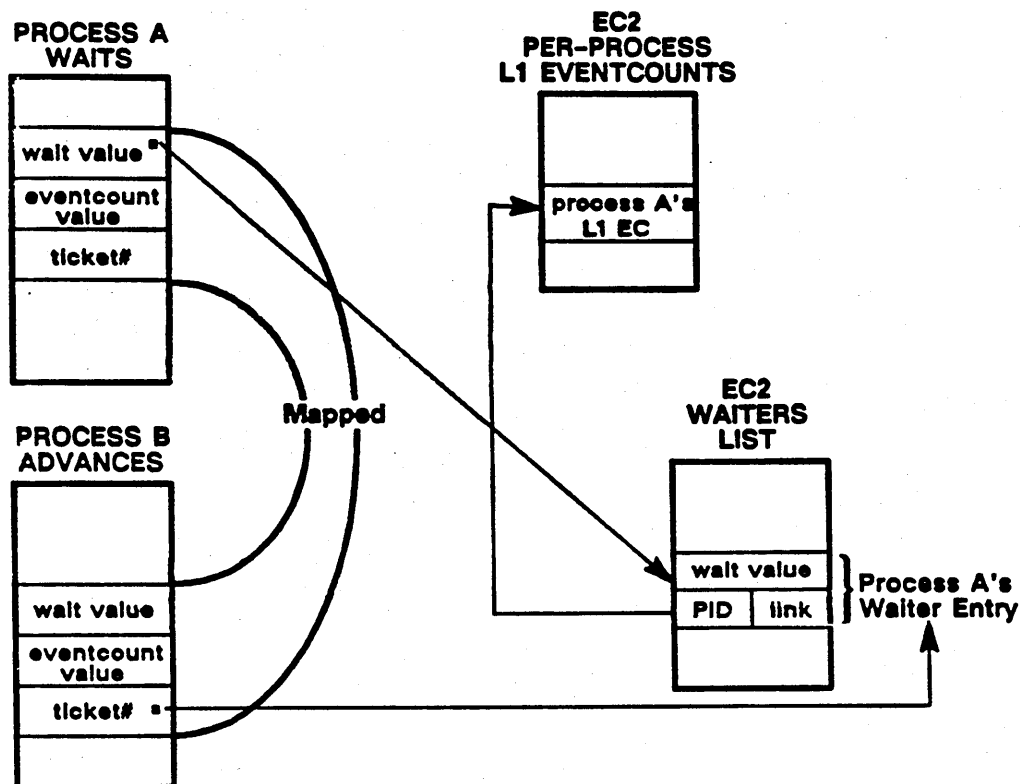 PROCESS A
WAITS
wait value
eventcount
value
ticket#
EC2
PER-PROCESS
L1 EVENTCOUNTS
process A's
L1 EC
Mapped
PROCESS B
ADVANCES
wait value
eventcount
value
ticket#
EC2
WAITERS
LIST
wait value
PID link
Process A's
Waiter Entry